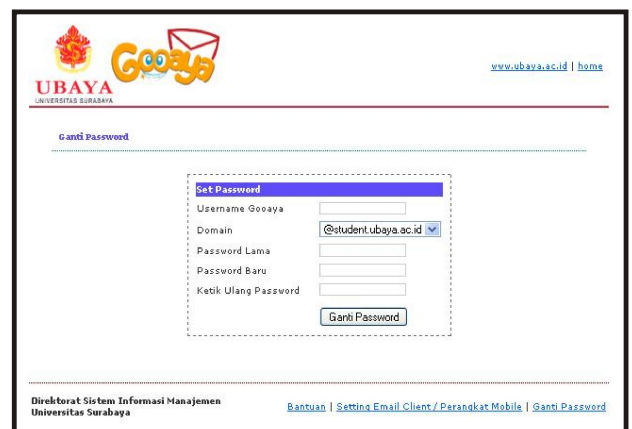 UBAYA
UNIVERSITAS SURABAYA
Gooaya
www.ubaya.ac.id | home
Ganti Password
Set Password
Username Gooaya
Domain @student.ubaya.ac.id
Password Lama
Password Baru
Ketik Ulang Password
Ganti Password
Direktorat Sistem Informasi Manajemen
Universitas Surabaya
Bantuan | Setting Email Client / Perangkat Mobile | Ganti Password